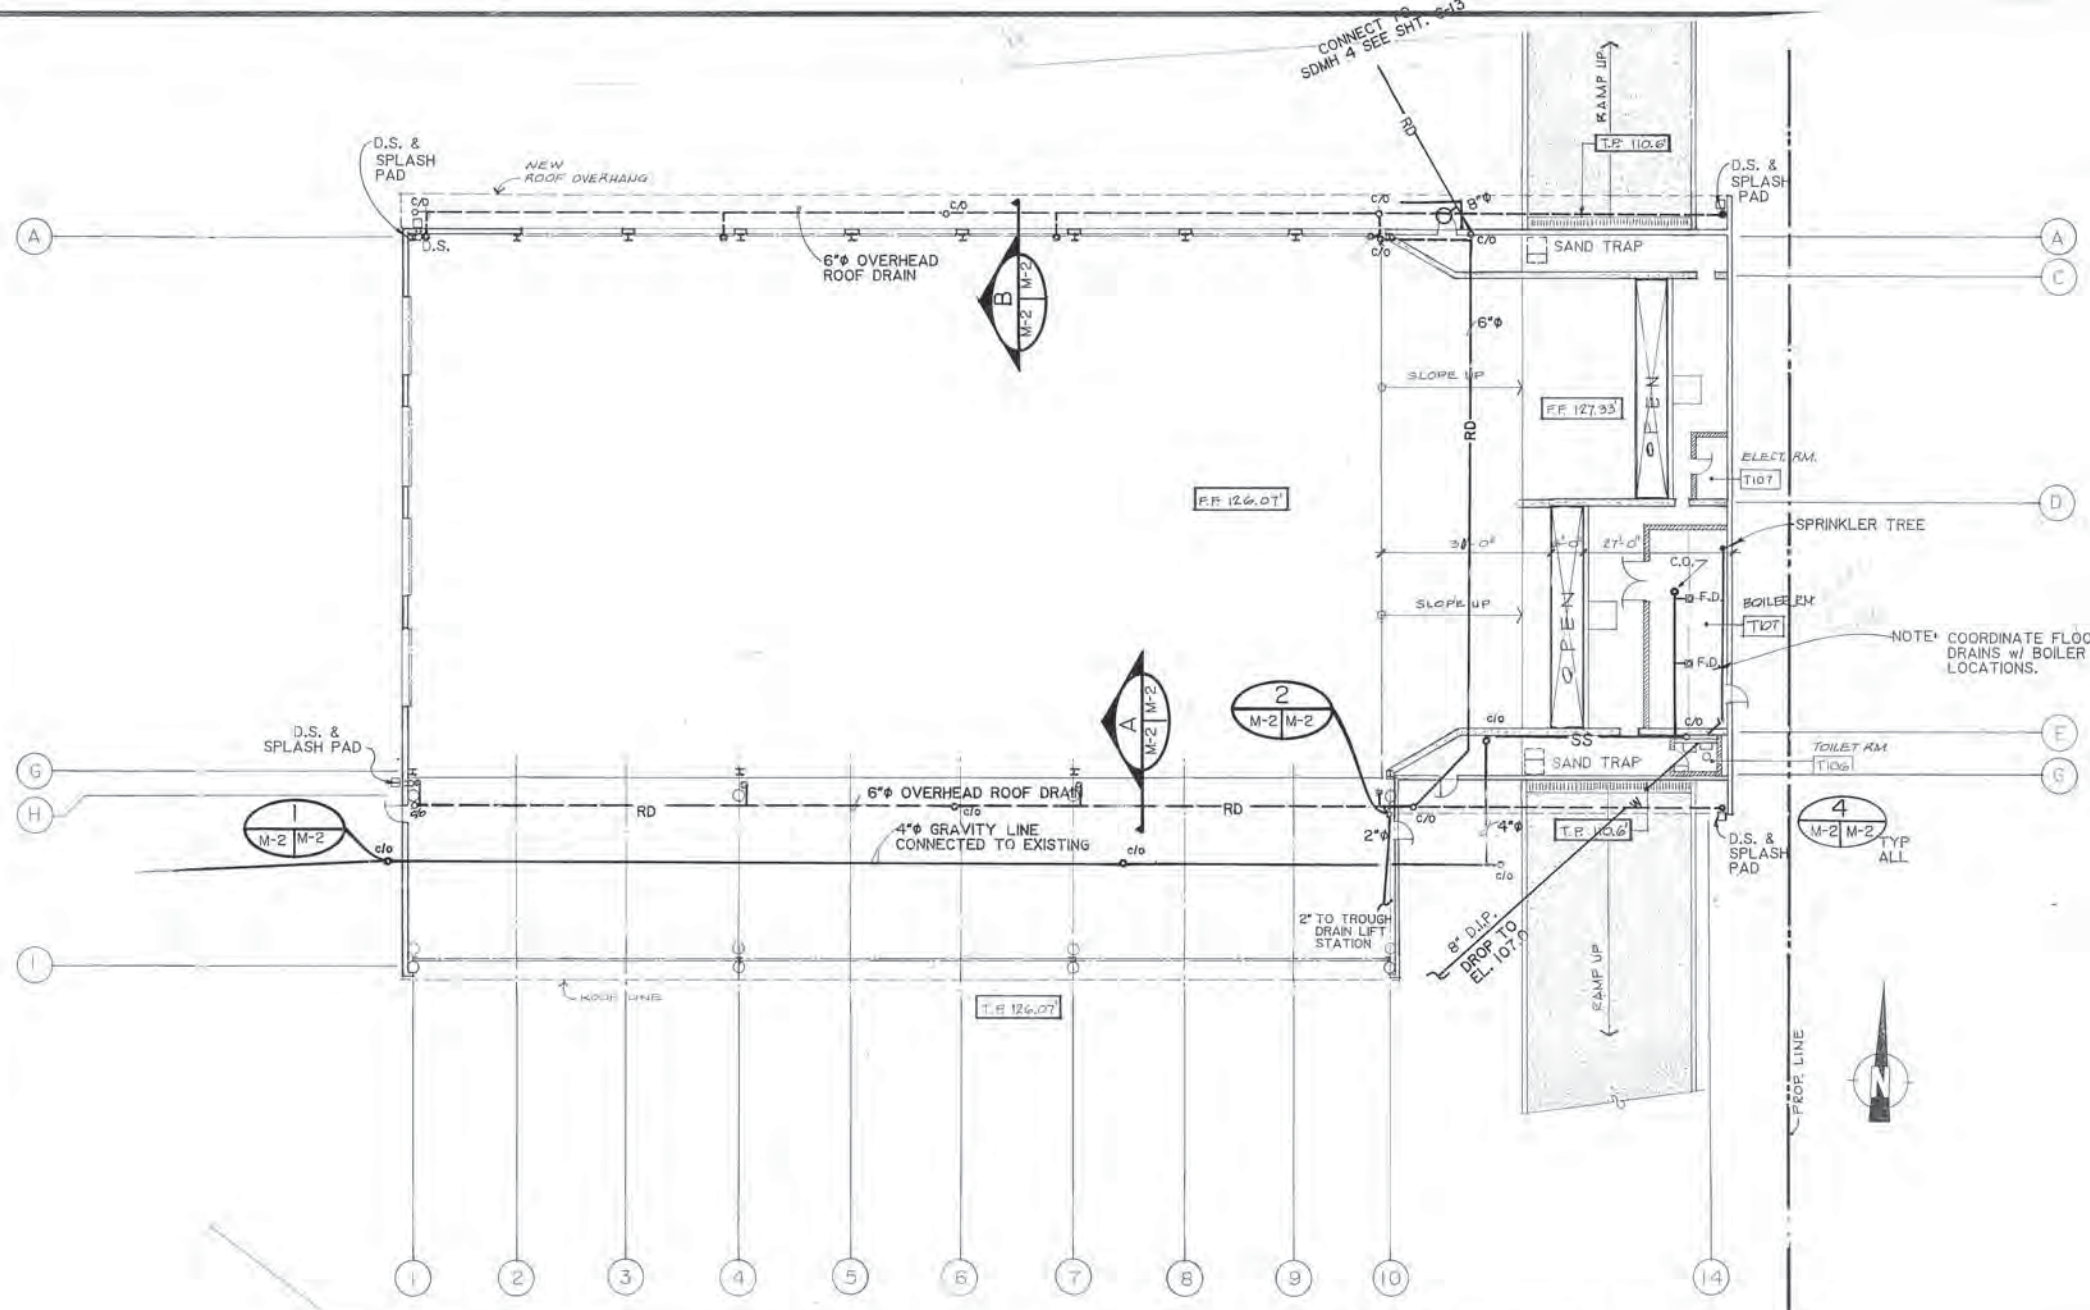 CONNECT TO
SDMH 4 SEE SHT.
RD
RAMP UP
T.P. 110.6'
D.S. &
SPLASH
PAD
NEW
ROOF OVERHANG
D.S. &
SPLASH
PAD
c/o
c/o
c/o
8"ø
A
D.S.
c/o
c/o
SAND TRAP
A
6"ø OVERHEAD
ROOF DRAIN
C
B
M-2
M-2
6"ø
SLOPE UP
OPEN
F.F. 127.33'
RD
ELECT. RM.
T107
F.F. 126.07'
D
SPRINKLER TREE
27'-0"
C.O.
F.D.
BOILER RM.
T107
SLOPE UP
OPEN
NOTE: COORDINATE
DRAINS w/ BOILER
LOCATIONS.
F.D.
A
M-2
M-2
2
M-2 M-2
c/o
c/o
SS
E
D.S. &
SPLASH PAD
TOILET RM.
T106
G
SAND TRAP
G
H
6"ø OVERHEAD ROOF DRAIN
RD
c/o
c/o
RD
c/o
W
1
M-2 M-2
4"ø GRAVITY LINE
CONNECTED TO EXISTING
c/o
c/o
2"ø
4"ø
T.P. 110.6'
4
M-2 M-2
TYP
ALL
D.S. &
SPLASH
PAD
c/o
2" TO TROUGH
DRAIN LIFT
STATION
8" D.I.P.
DROP TO
EL. 107.0
I
ROOF LINE
T.P. 126.07'
RAMP UP
PROP. LINE
N
1
2
3
4
5
6
7
8
9
10
14